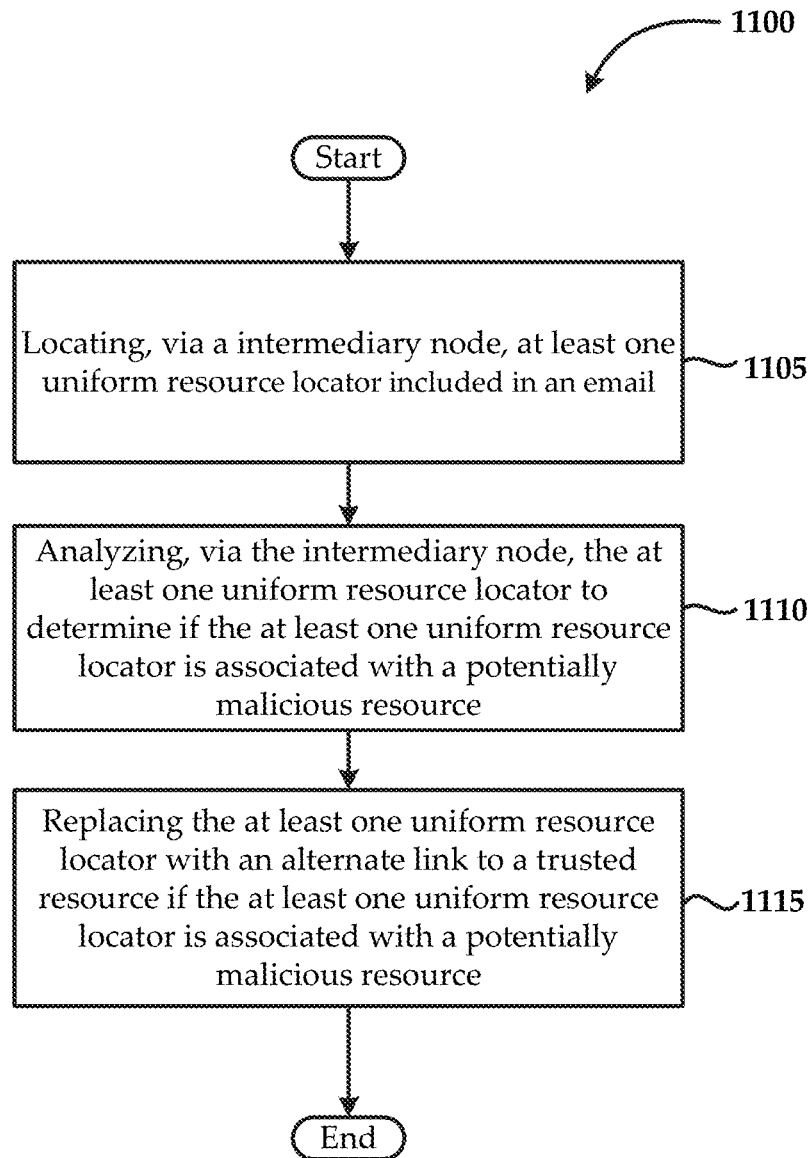 1100
Start
Locating, via a intermediary node, at least one
uniform resource locator included in an email
1105
Analyzing, via the intermediary node, the at
least one uniform resource locator to
determine if the at least one uniform resource
locator is associated with a potentially
malicious resource
1110
Replacing the at least one uniform resource
locator with an alternate link to a trusted
resource if the at least one uniform resource
locator is associated with a potentially
malicious resource
1115
End